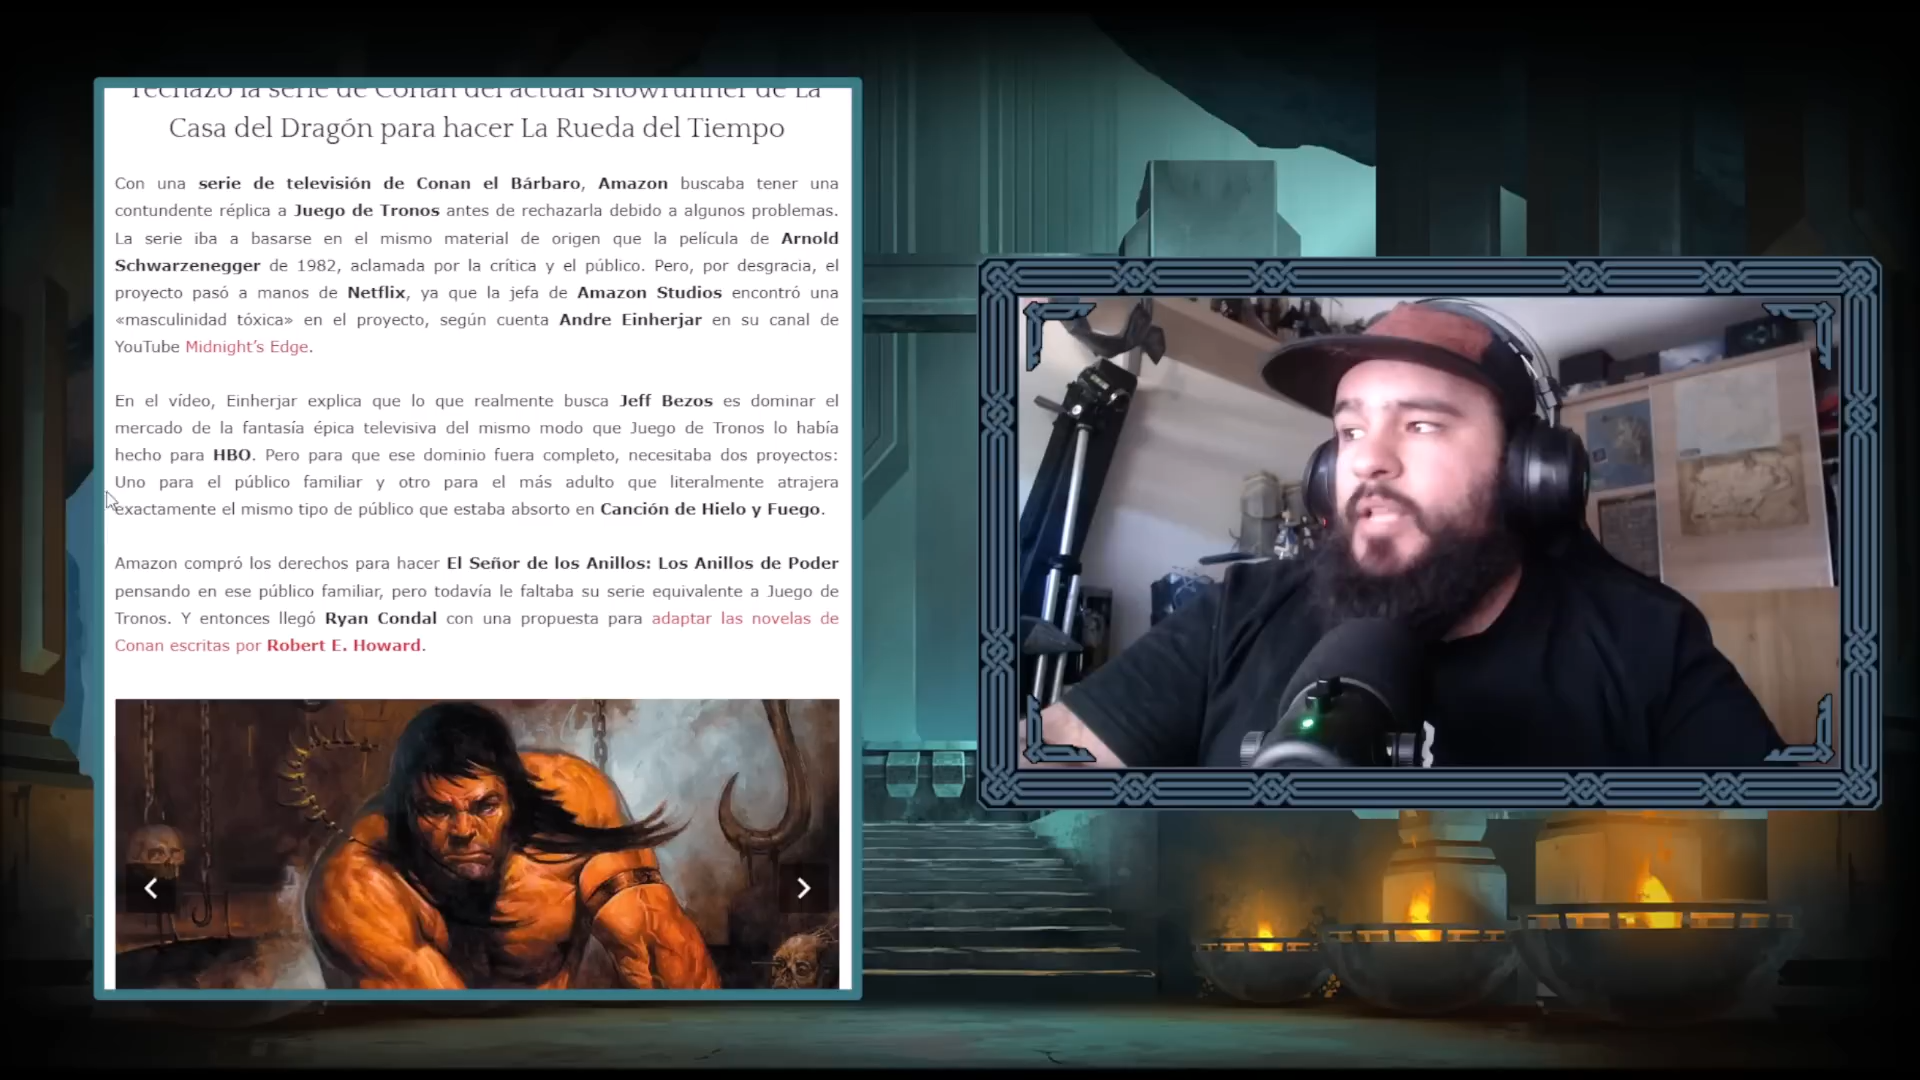 rechazó la serie de Conan del actual showrunner de La
Casa del Dragón para hacer La Rueda del Tiempo
Con una serie de televisión de Conan el Bárbaro, Amazon buscaba tener una
contundente réplica a Juego de Tronos antes de rechazarla debido a algunos problemas.
La serie iba a basarse en el mismo material de origen que la película de Arnold
Schwarzenegger de 1982, aclamada por la crítica y el público. Pero, por desgracia, el
proyecto pasó a manos de Netflix, ya que la jefa de Amazon Studios encontró una
«masculinidad tóxica» en el proyecto, según cuenta Andre Einherjar en su canal de
YouTube Midnight’s Edge.
En el vídeo, Einherjar explica que lo que realmente busca Jeff Bezos es dominar el
mercado de la fantasía épica televisiva del mismo modo que Juego de Tronos lo había
hecho para HBO. Pero para que ese dominio fuera completo, necesitaba dos proyectos:
Uno para el público familiar y otro para el más adulto que literalmente atrajera
exactamente el mismo tipo de público que estaba absorto en Canción de Hielo y Fuego.
Amazon compró los derechos para hacer El Señor de los Anillos: Los Anillos de Poder
pensando en ese público familiar, pero todavía le faltaba su serie equivalente a Juego de
Tronos. Y entonces llegó Ryan Condal con una propuesta para adaptar las novelas de
Conan escritas por Robert E. Howard.